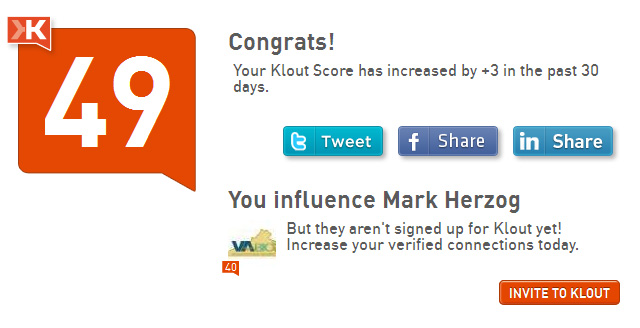 K
49
Congrats!
Your Klout Score has increased by +3 in the past 30
days.
Tweet
Share
Share
You influence Mark Herzog
But they aren't signed up for Klout yet!
Increase your verified connections today.
VABIO
40
INVITE TO KLOUT